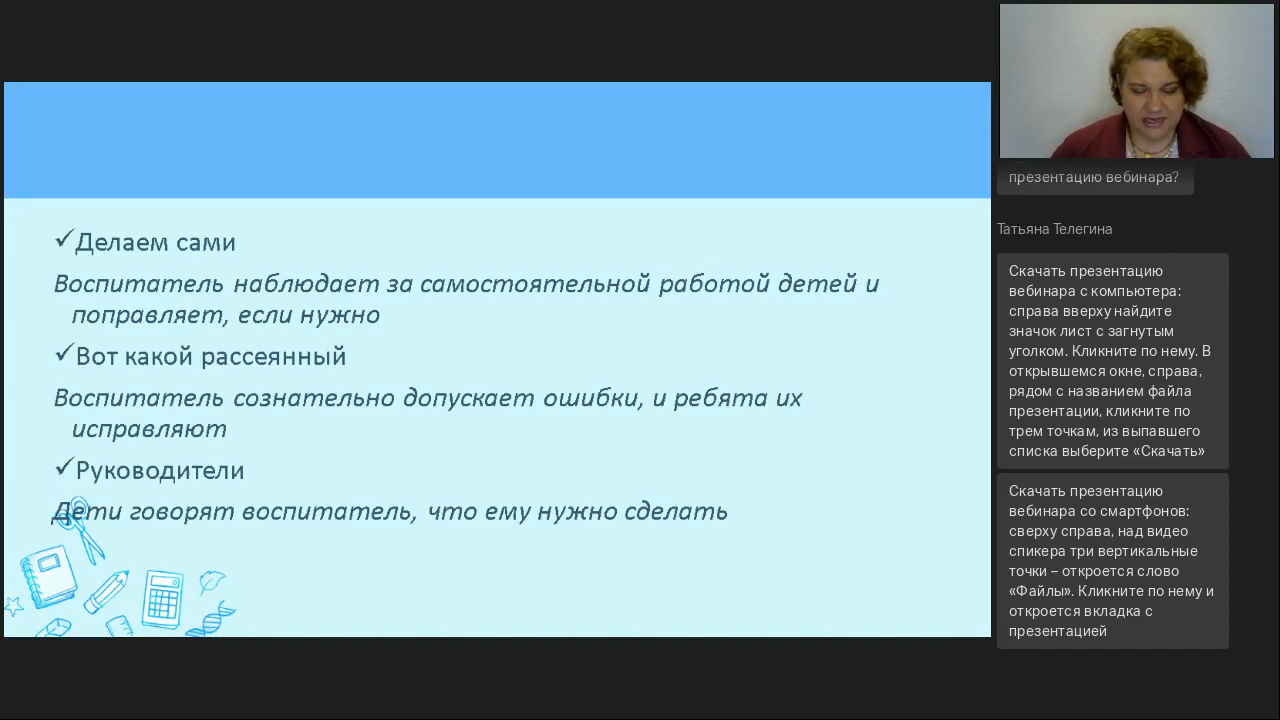 ✓Делаем сами
Воспитатель наблюдает за самостоятельной работой детей и
поправляет, если нужно
✓Вот какой рассеянный
Воспитатель сознательно допускает ошибки, и ребята их
исправляют
✓Руководители
Дети говорят воспитатель, что ему нужно сделать
презентацию вебинара?
Татьяна Телегина
Скачать презентацию
вебинара с компьютера:
справа вверху найдите
значок лист с загнутым
уголком. Кликните по нему. В
открывшемся окне, справа,
рядом с названием файла
презентации, кликните по
трем точкам, из выпавшего
списка выберите «Скачать»
Скачать презентацию
вебинара со смартфонов:
сверху справа, над видео
спикера три вертикальные
точки – откроется слово
«Файлы». Кликните по нему и
откроется вкладка с
презентацией